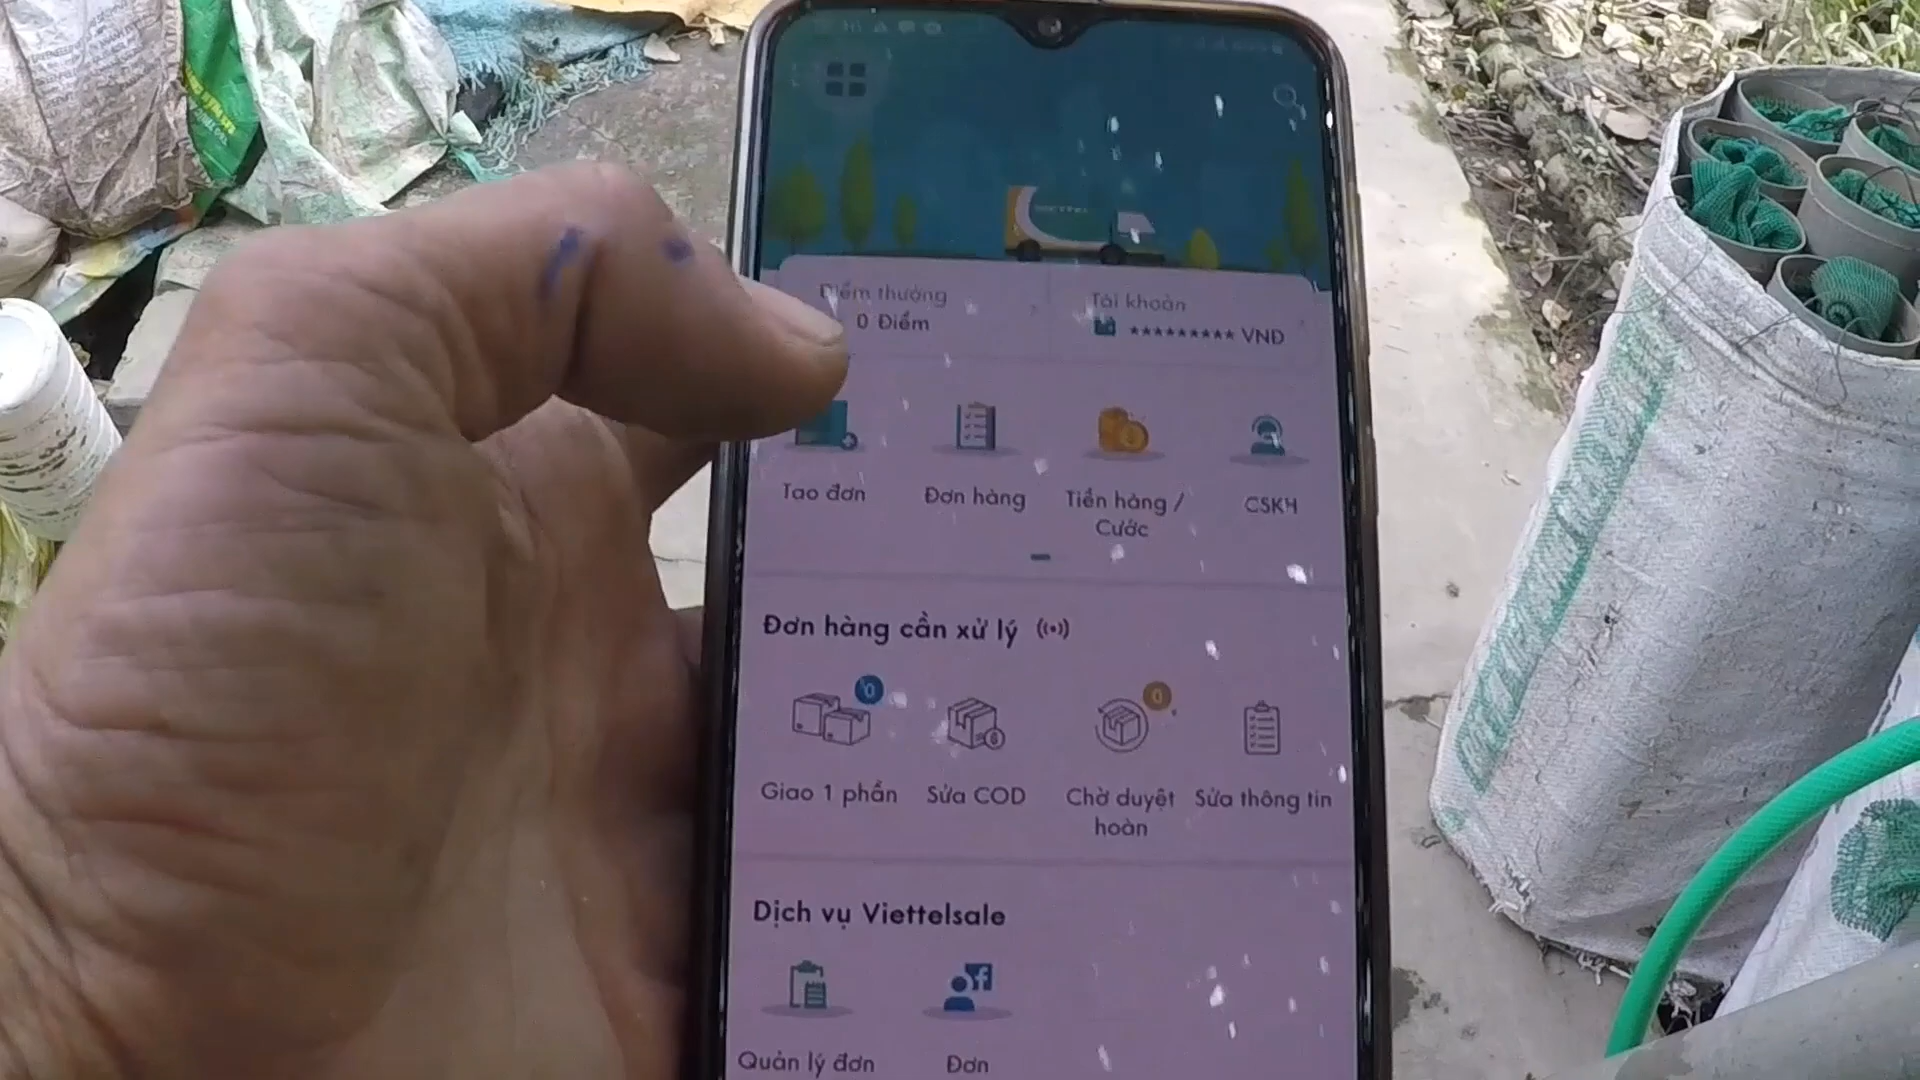 VIETTEL
Điểm thưởng
0 Điểm
Tài khoản
********* VNĐ
Tạo đơn
Đơn hàng
Tiền hàng /
Cước
CSKH
Đơn hàng cần xử lý
0
0
Giao 1 phần
Sửa COD
Chờ duyệt
hoàn
Sửa thông tin
Dịch vụ Viettelsale
Quản lý đơn
Đơn